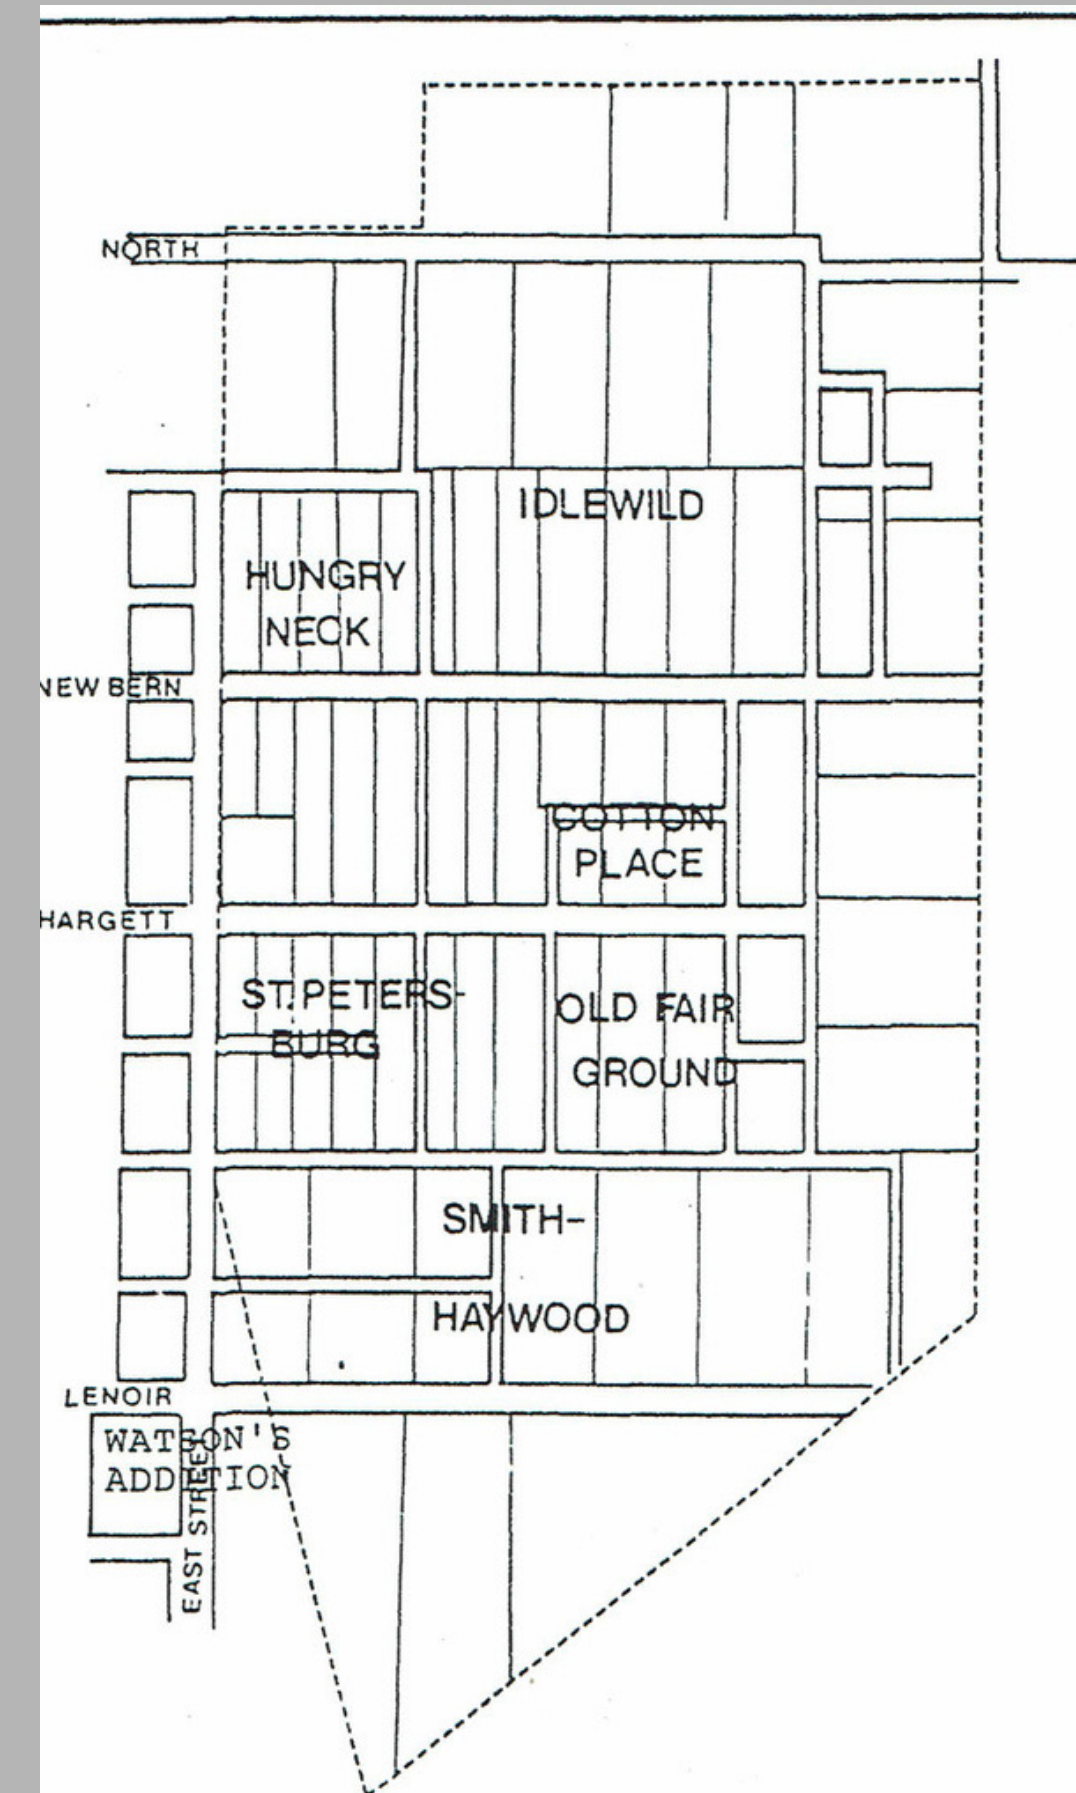 NORTH
IDLEWILD
HUNGRY
NECK
NEW BERN
COTTON
PLACE
HARGETT
ST. PETERS-
BURG
OLD FAIR
GROUND
SMITH-
HAYWOOD
LENOIR
WATSON'S
ADDITION
EAST STREET